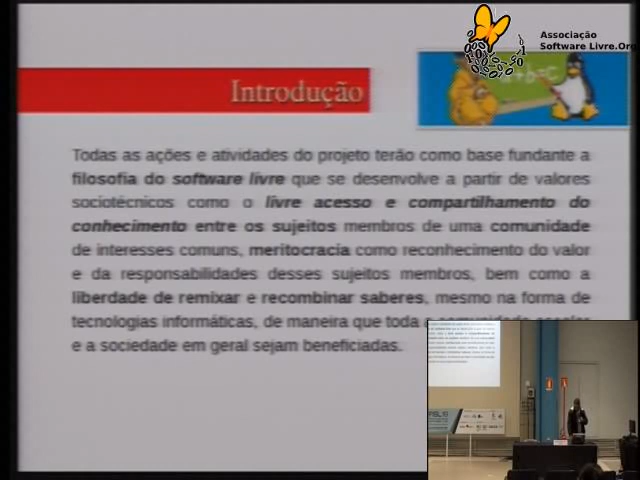 Associação
Software Livre.Org
Introdução
a+b=C
Todas as ações e atividades do projeto terão como base fundante a
filosofia do software livre que se desenvolve a partir de valores
sociotécnicos como o livre acesso e compartilhamento do
conhecimento entre os sujeitos membros de uma comunidade
de interesses comuns, meritocracia como reconhecimento do valor
e da responsabilidades desses sujeitos membros, bem como a
liberdade de remixar e recombinar saberes, mesmo na forma de
tecnologias informáticas, de maneira que toda
e a sociedade em geral sejam beneficiadas.